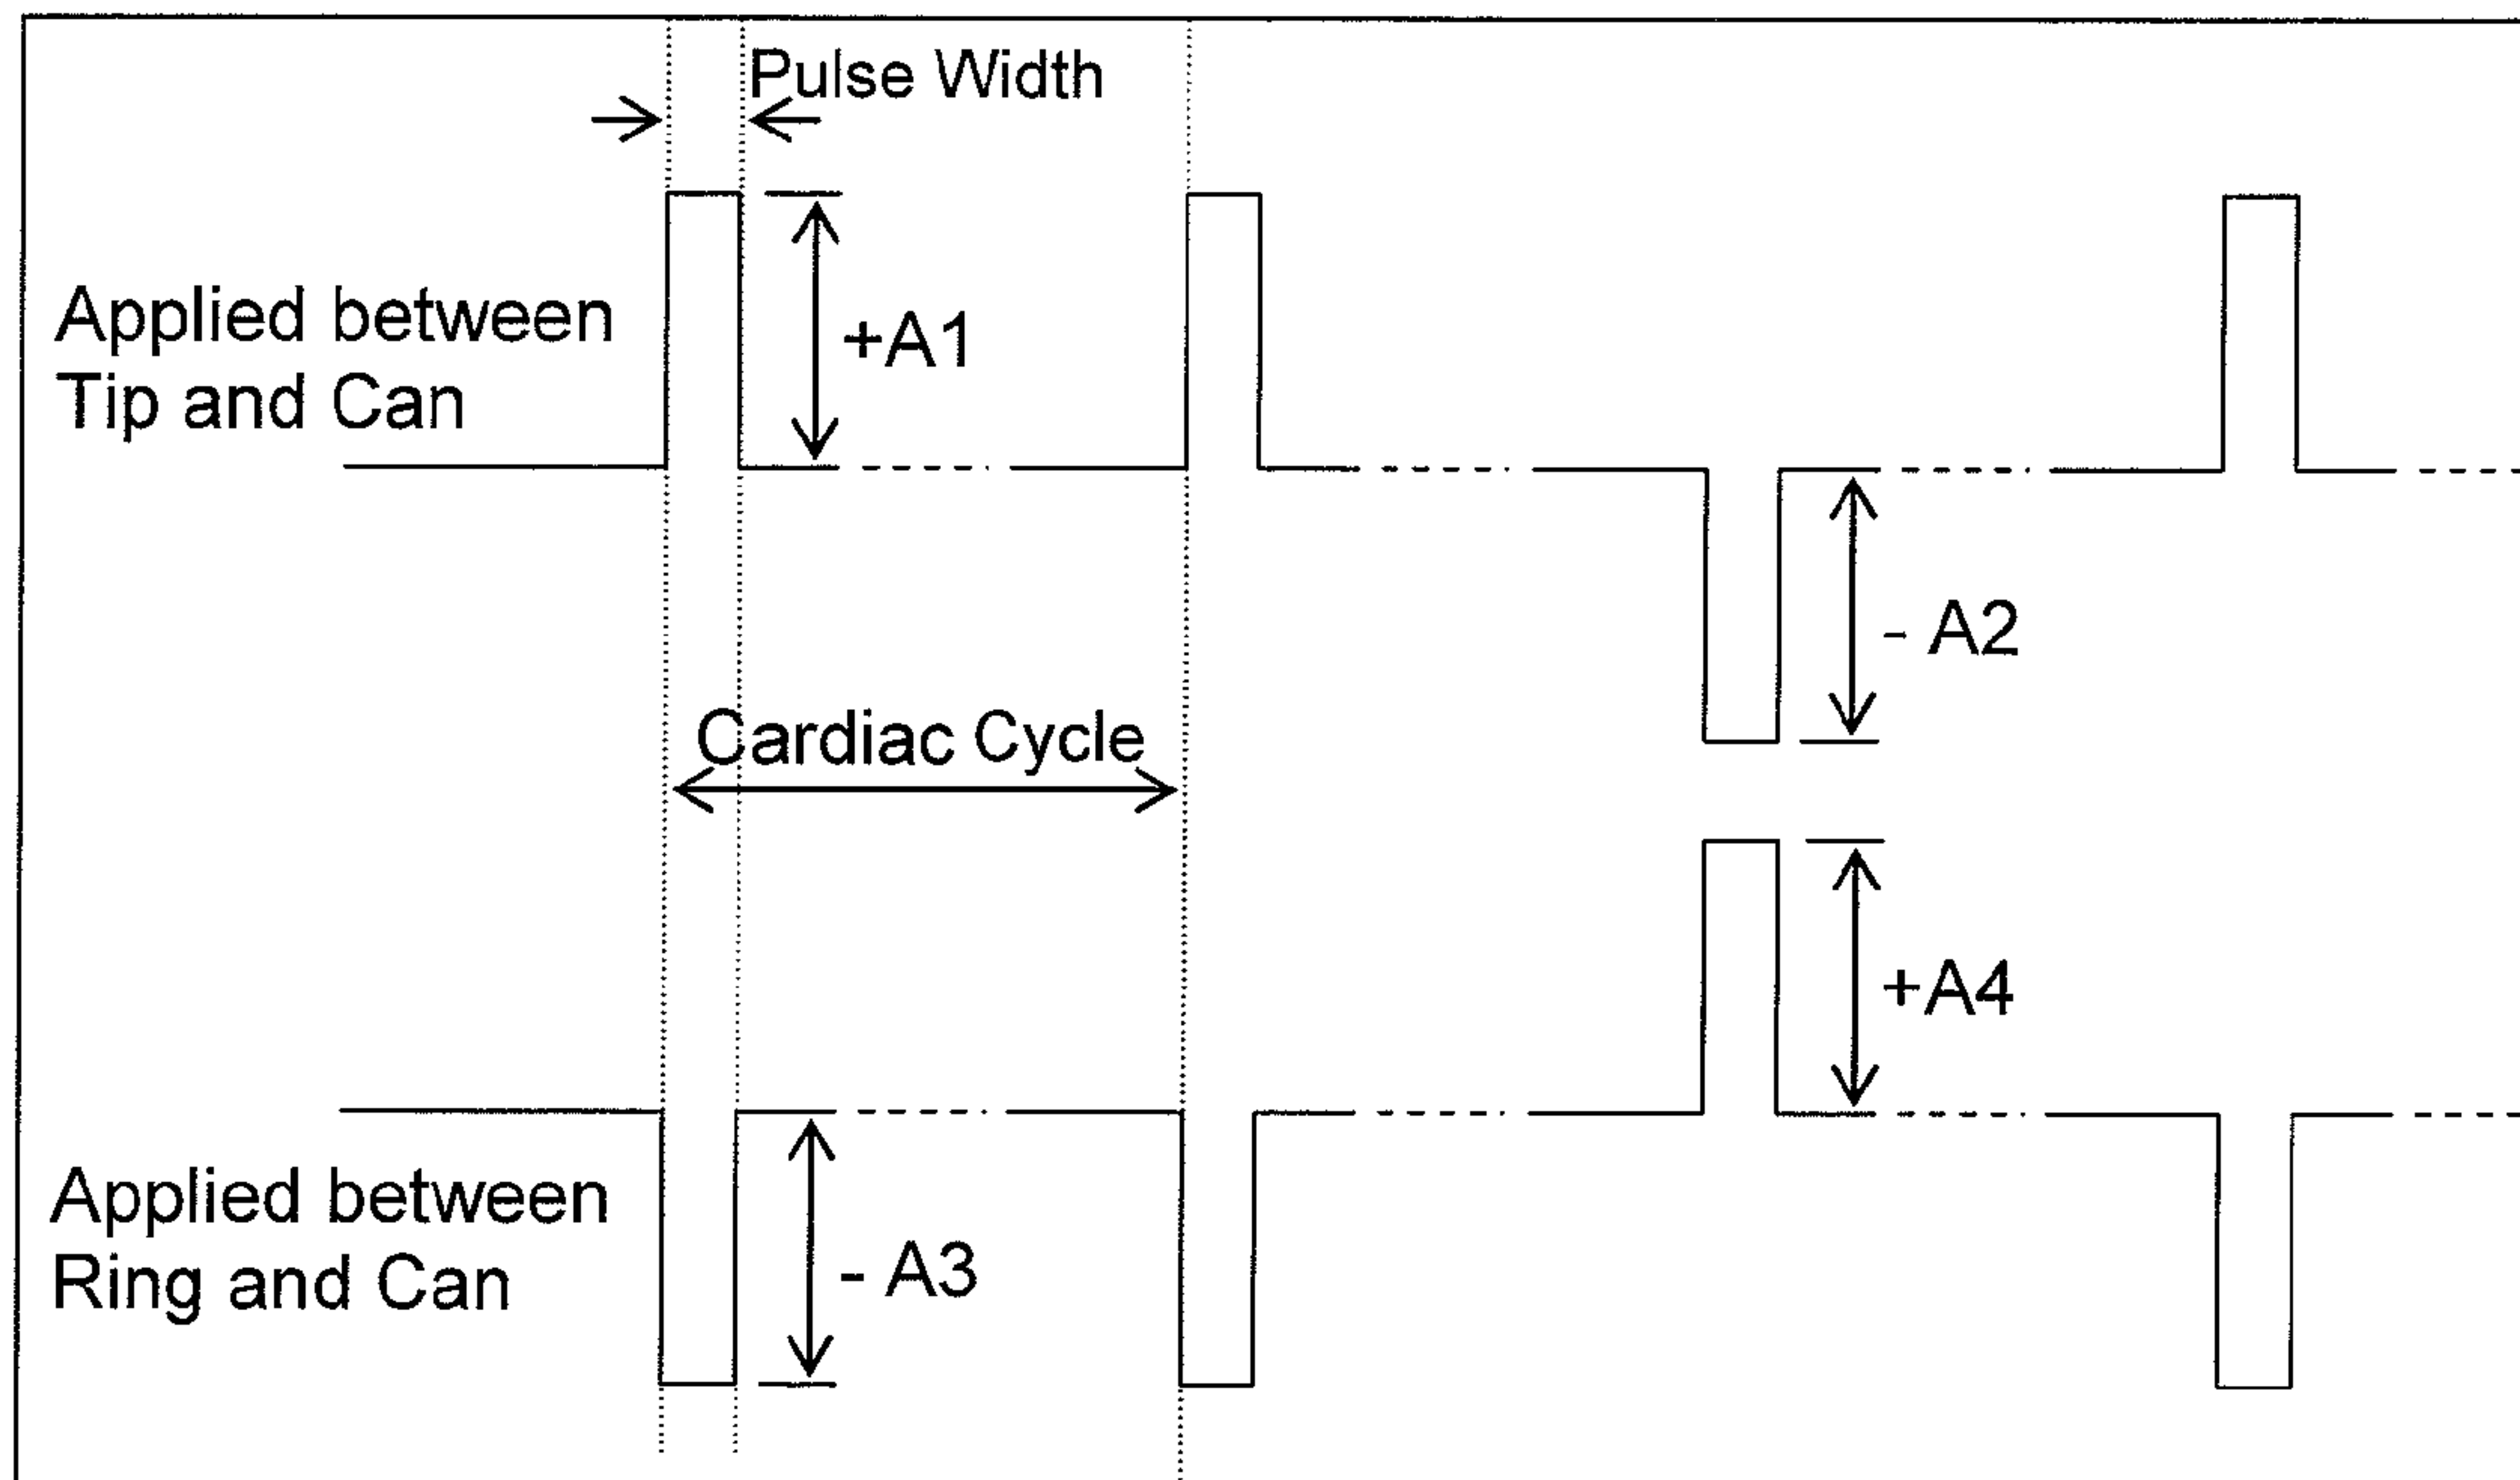 Pulse Width
Applied between
Tip and Can
+A1
- A2
Cardiac Cycle
+A4
Applied between
Ring and Can
- A3